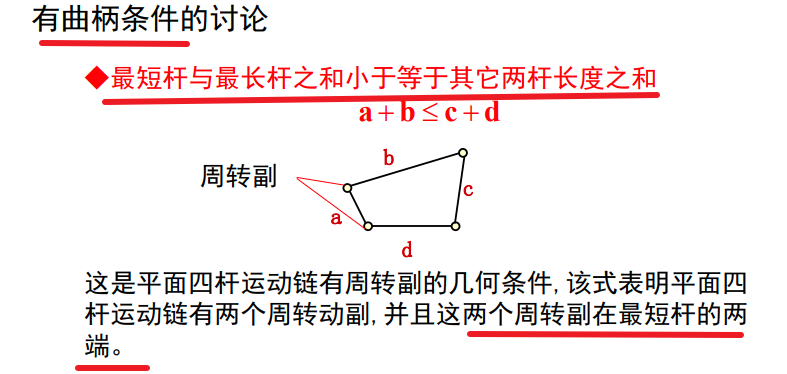 有曲柄条件的讨论
◆最短杆与最长杆之和小于等于其它两杆长度之和
a+b≤c+d
b
周转副
c
a
d
这是平面四杆运动链有周转副的几何条件,该式表明平面四
杆运动链有两个周转动副,并且这两个周转副在最短杆的两
端。